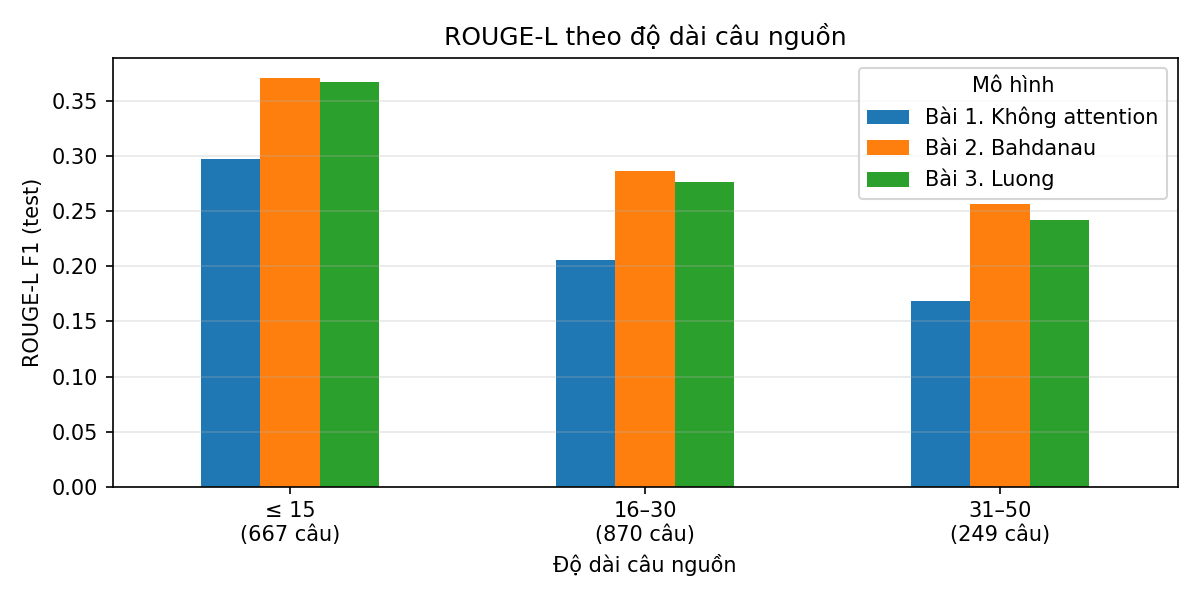 ROUGE-L theo độ dài câu nguồn
Mô hình
Bài 1. Không attention
Bài 2. Bahdanau
Bài 3. Luong
ROUGE-L F1 (test)
0.35
0.30
0.25
0.20
0.15
0.10
0.05
0.00
≤ 15
(667 câu)
16–30
(870 câu)
31–50
(249 câu)
Độ dài câu nguồn